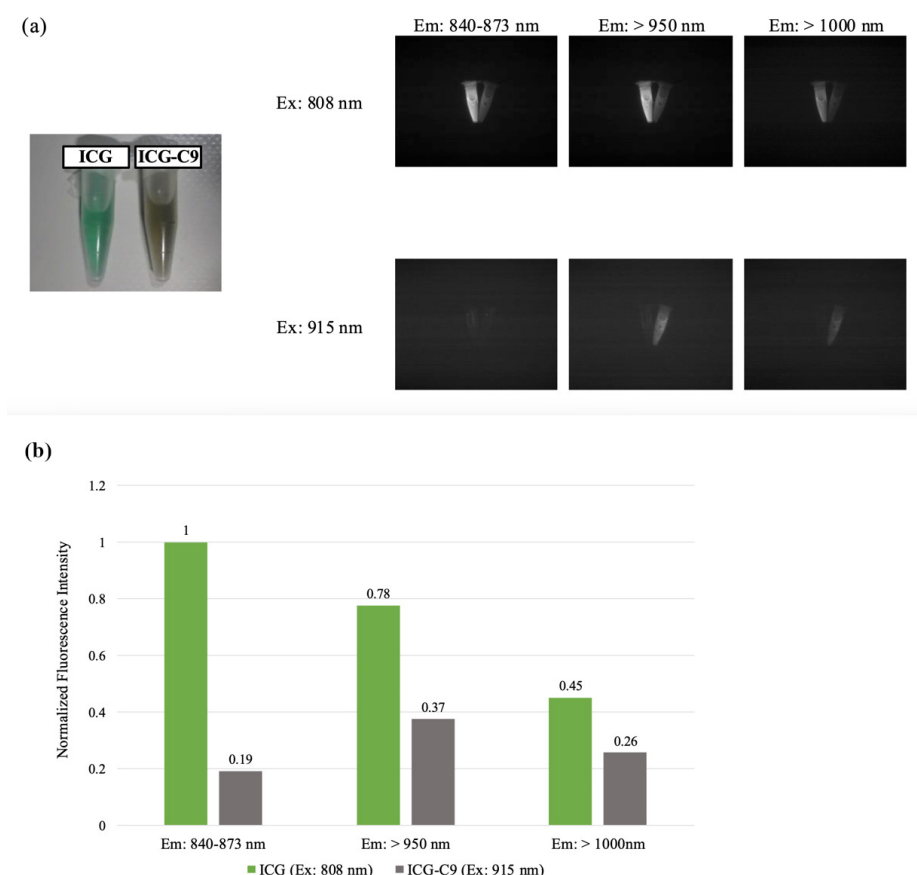 (a)
Em: 840-873 nm
Em: > 950 nm
Em: > 1000 nm
Ex: 808 nm
ICG
ICG-C9
Ex: 915 nm
(b)
1.2
1
0.8
0.6
0.4
0.2
0
Normalized Fluorescence Intensity
1
0.19
0.78
0.37
0.45
0.26
Em: 840-873 nm
Em: > 950 nm
Em: > 1000nm
ICG (Ex: 808 nm)
ICG-C9 (Ex: 915 nm)